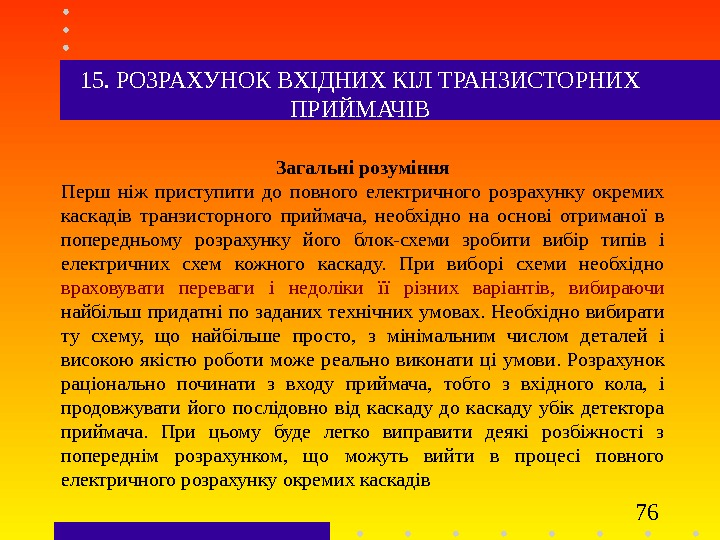 15. РОЗРАХУНОК ВХІДНИХ КІЛ ТРАНЗИСТОРНИХ
ПРИЙМАЧІВ
Загальні розуміння
Перш ніж приступити до повного електричного розрахунку окремих
каскадів транзисторного приймача, необхідно на основі отриманої в
попередньому розрахунку його блок-схеми зробити вибір типів і
електричних схем кожного каскаду. При виборі схеми необхідно
враховувати переваги і недоліки її різних варіантів, вибираючи
найбільш придатні по заданих технічних умовах. Необхідно вибирати
ту схему, що найбільше просто, з мінімальним числом деталей і
високою якістю роботи може реально виконати ці умови. Розрахунок
раціонально починати з входу приймача, тобто з вхідного кола, і
продовжувати його послідовно від каскаду до каскаду убік детектора
приймача. При цьому буде легко виправити деякі розбіжності з
попереднім розрахунком, що можуть вийти в процесі повного
електричного розрахунку окремих каскадів
76